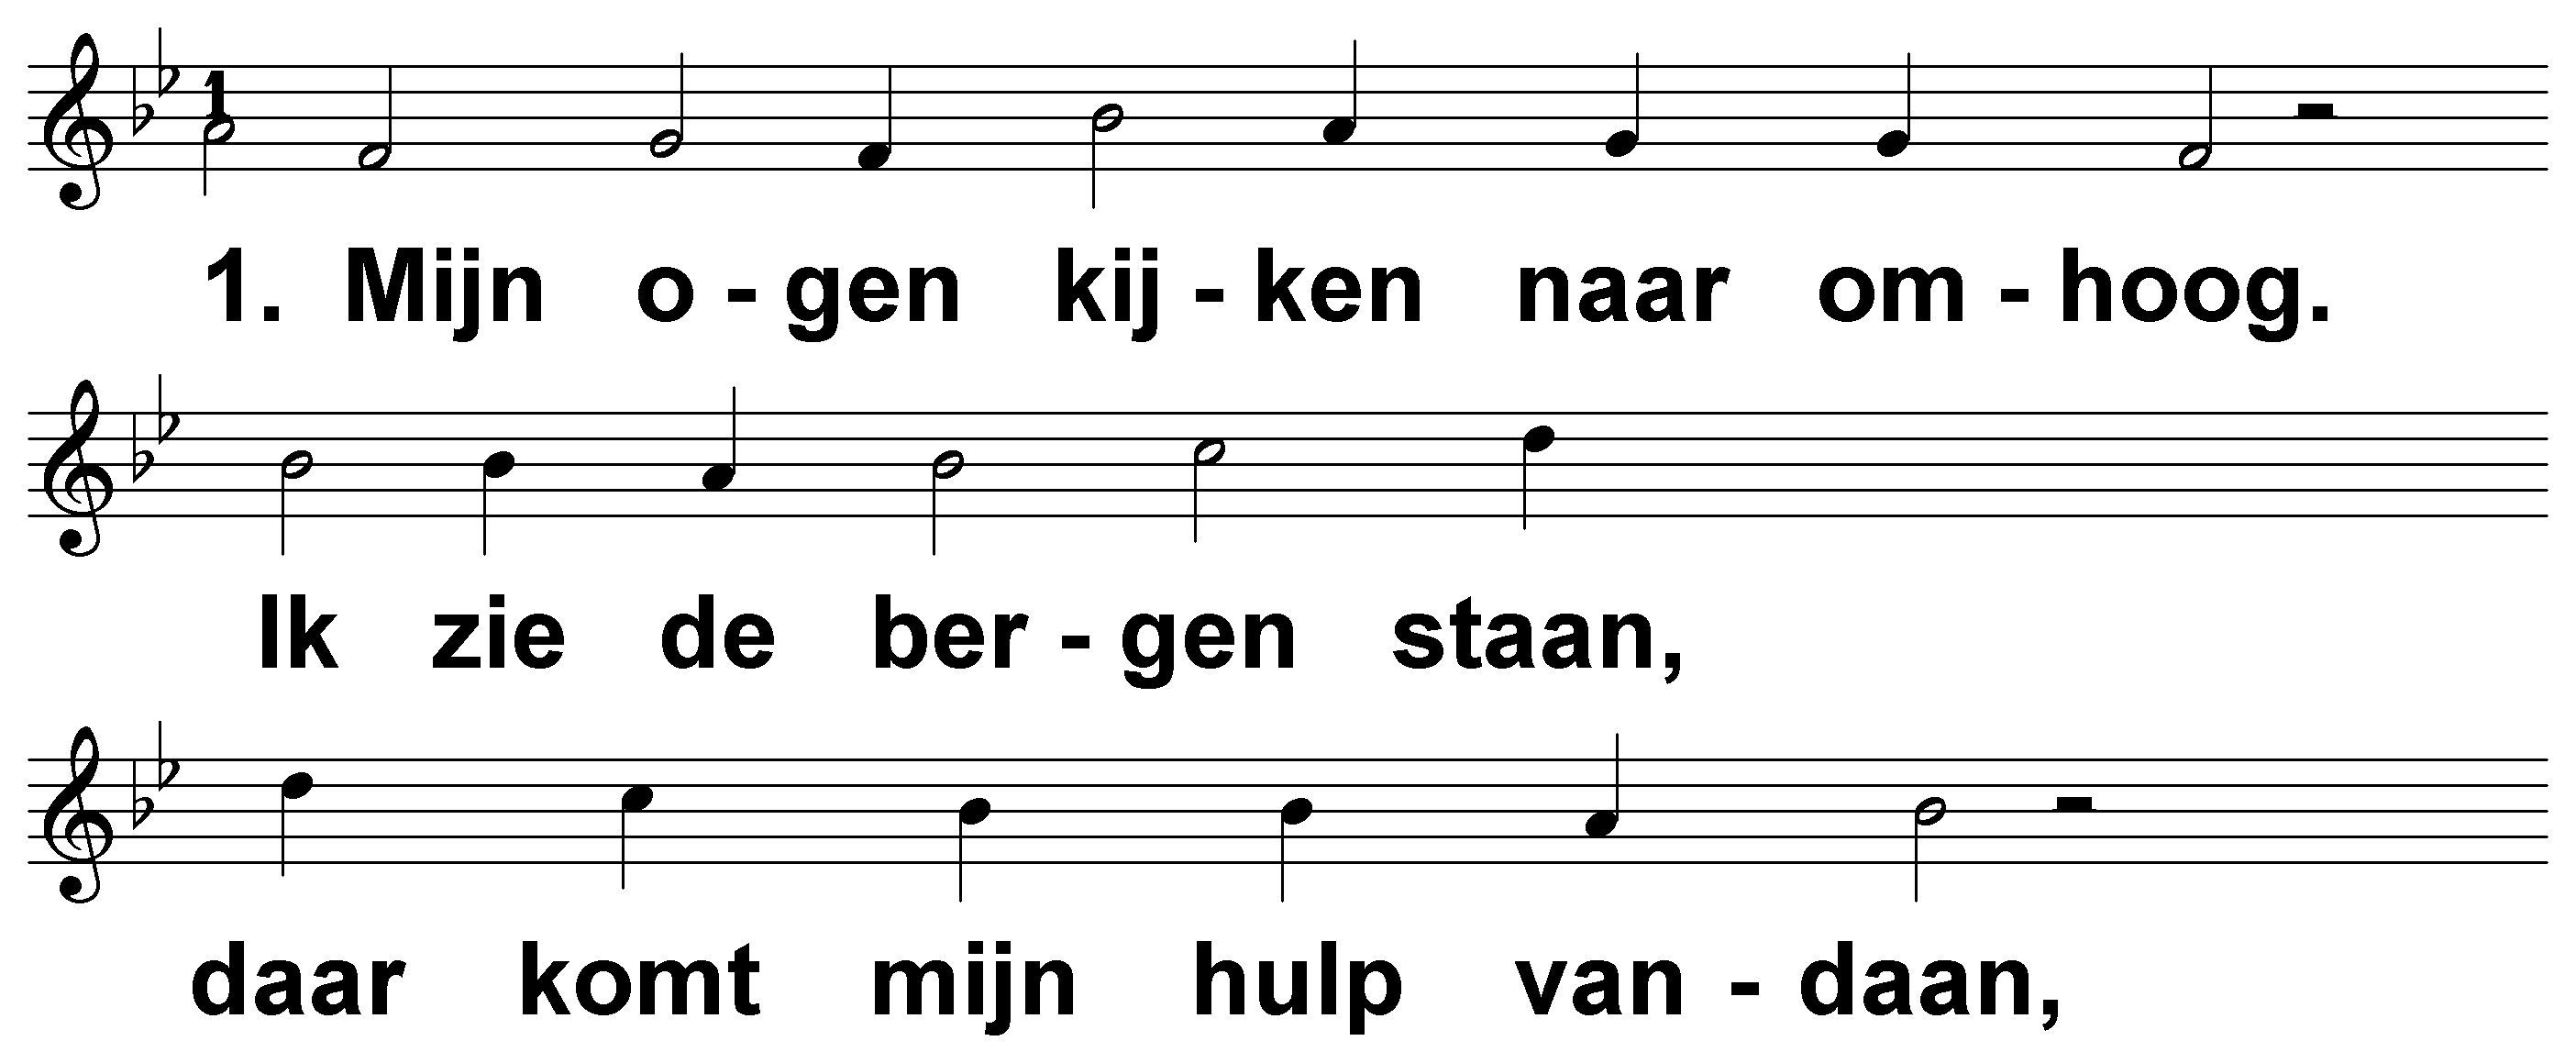 1
1. Mijn o - gen kij - ken naar om - hoog.
Ik zie de ber - gen staan,
daar komt mijn hulp van - daan,